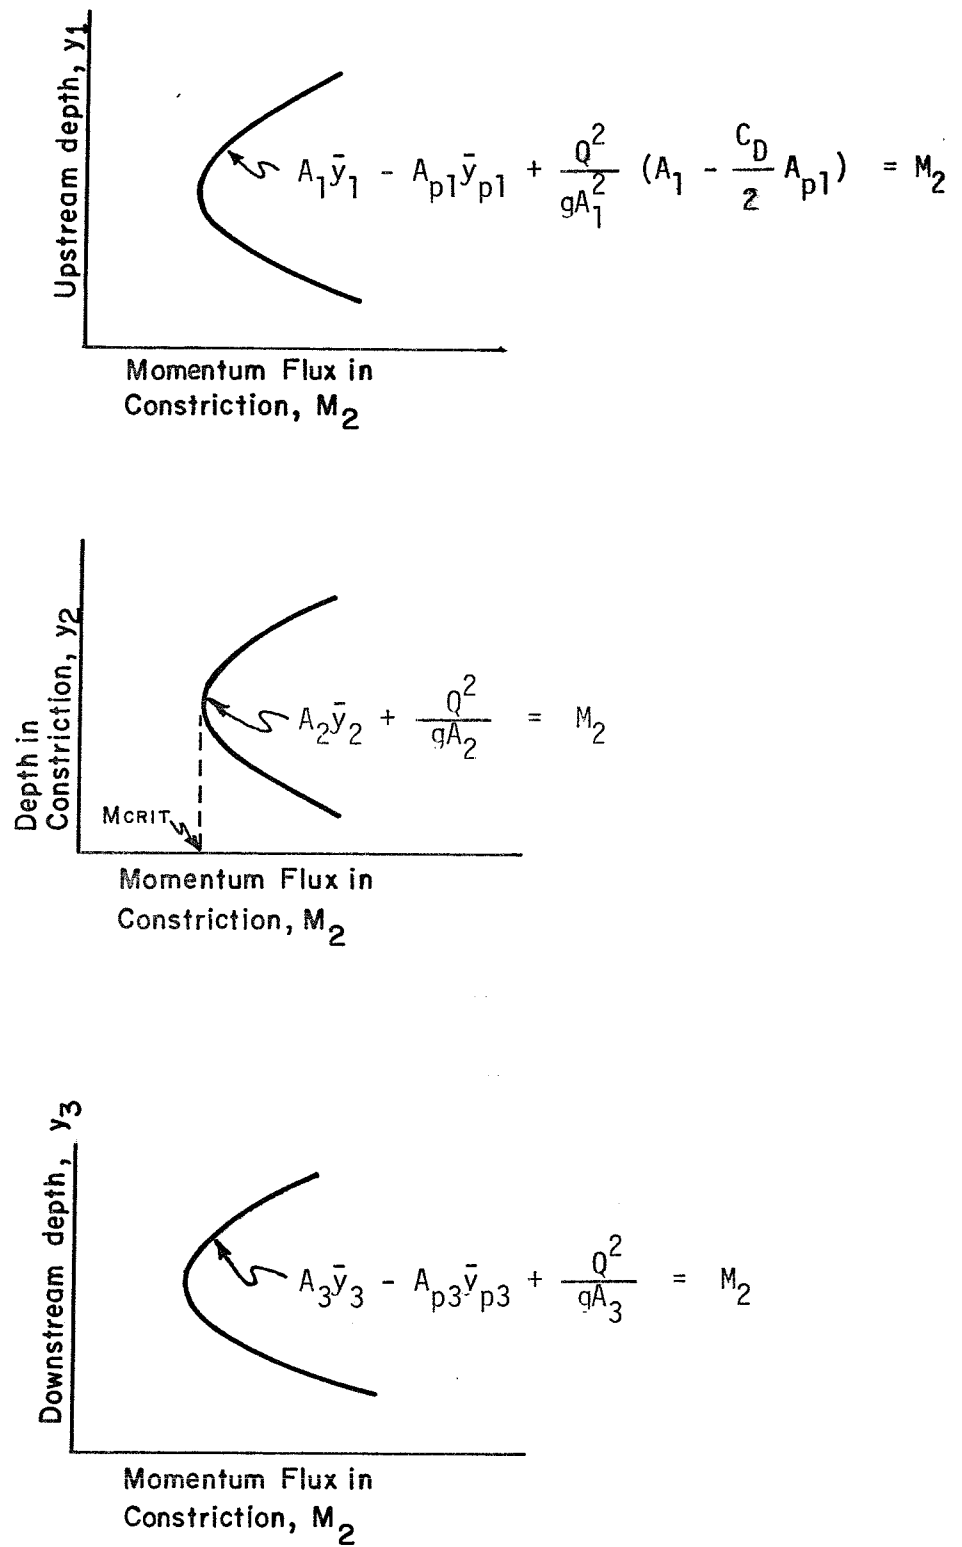 Upstream depth, y1
A1ȳ1 - Ap1ȳp1 + Q²/gA1² (A1 - CD/2 Ap1) = M2
Momentum Flux in
Constriction, M2
Depth in
Constriction, y2
A2ȳ2 + Q²/gA2 = M2
MCRIT
Momentum Flux in
Constriction, M2
Downstream depth, y3
A3ȳ3 - Ap3ȳp3 + Q²/gA3 = M2
Momentum Flux in
Constriction, M2